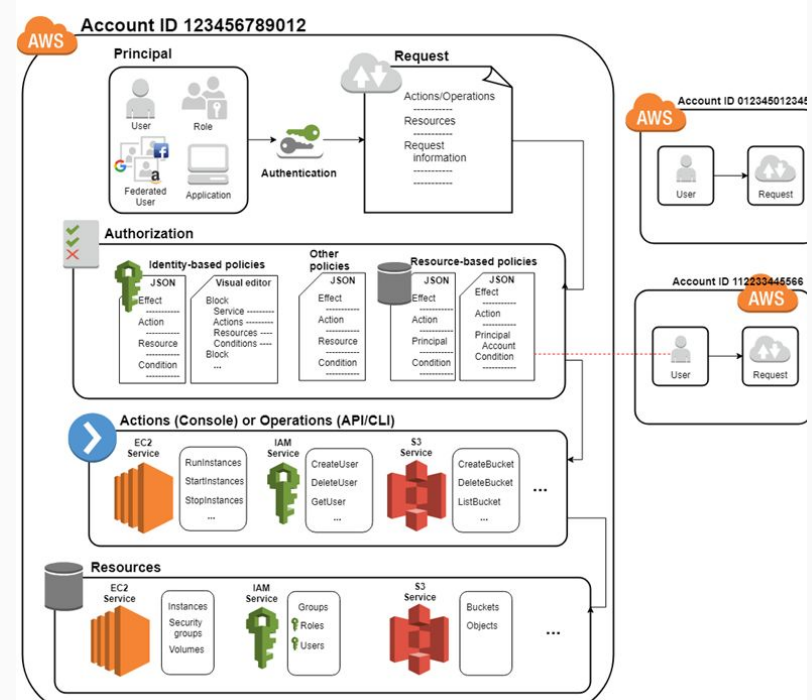 Account ID 123456789012
AWS
Principal
User
Role
Federated
User
Application
G
f
a
Authentication
Request
Actions/Operations
Resources
Request
information
Account ID 012345012345
AWS
User
Request
Authorization
Identity-based policies
JSON
Effect
Action
Resource
Condition
Visual editor
Block
Service
Actions
Resources
Conditions
Block
...
Other
policies
JSON
Effect
Action
Resource
Condition
Resource-based policies
JSON
Effect
Action
Principal
Condition
JSON
Effect
Action
Principal
Account
Condition
Account ID 112233445566
AWS
User
Request
Actions (Console) or Operations (API/CLI)
EC2
Service
RunInstances
StartInstances
StopInstances
...
IAM
Service
CreateUser
DeleteUser
GetUser
...
S3
Service
CreateBucket
DeleteBucket
ListBucket
...
...
Resources
EC2
Service
Instances
Security
groups
Volumes
IAM
Service
Groups
Roles
Users
S3
Service
Buckets
Objects
...